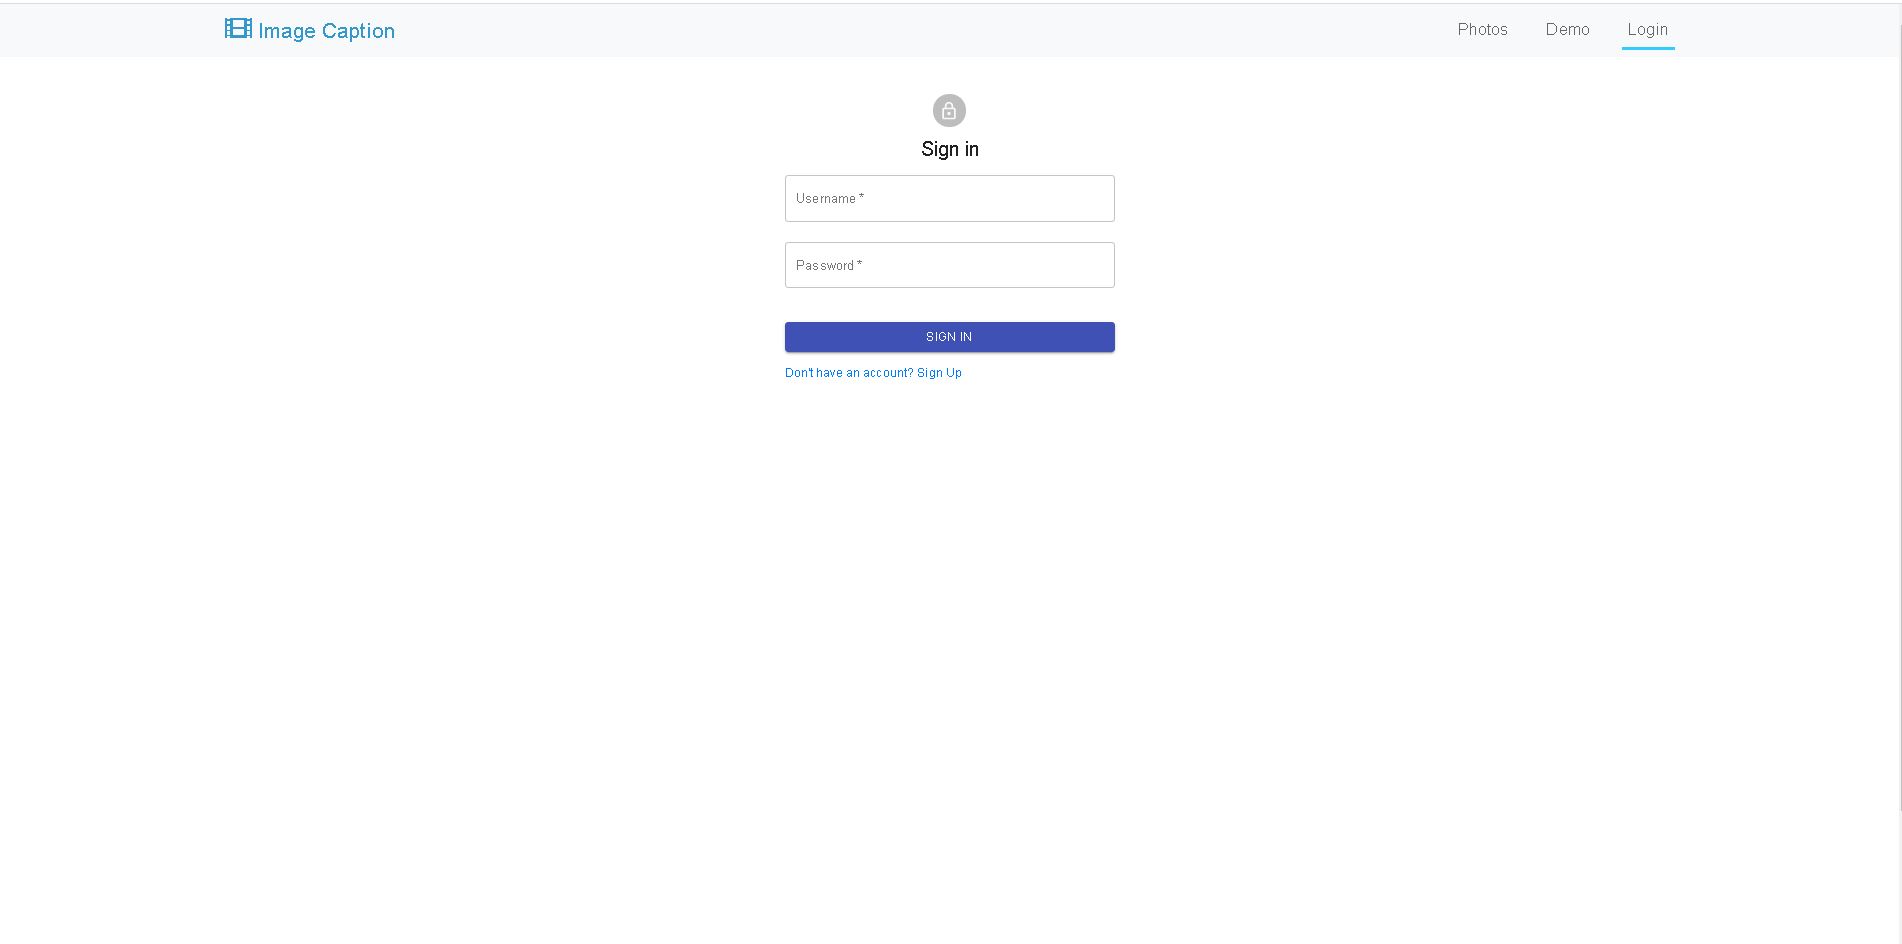 Image Caption
Photos Demo Login
Sign in
Username *
Password *
SIGN IN
Don't have an account? Sign Up